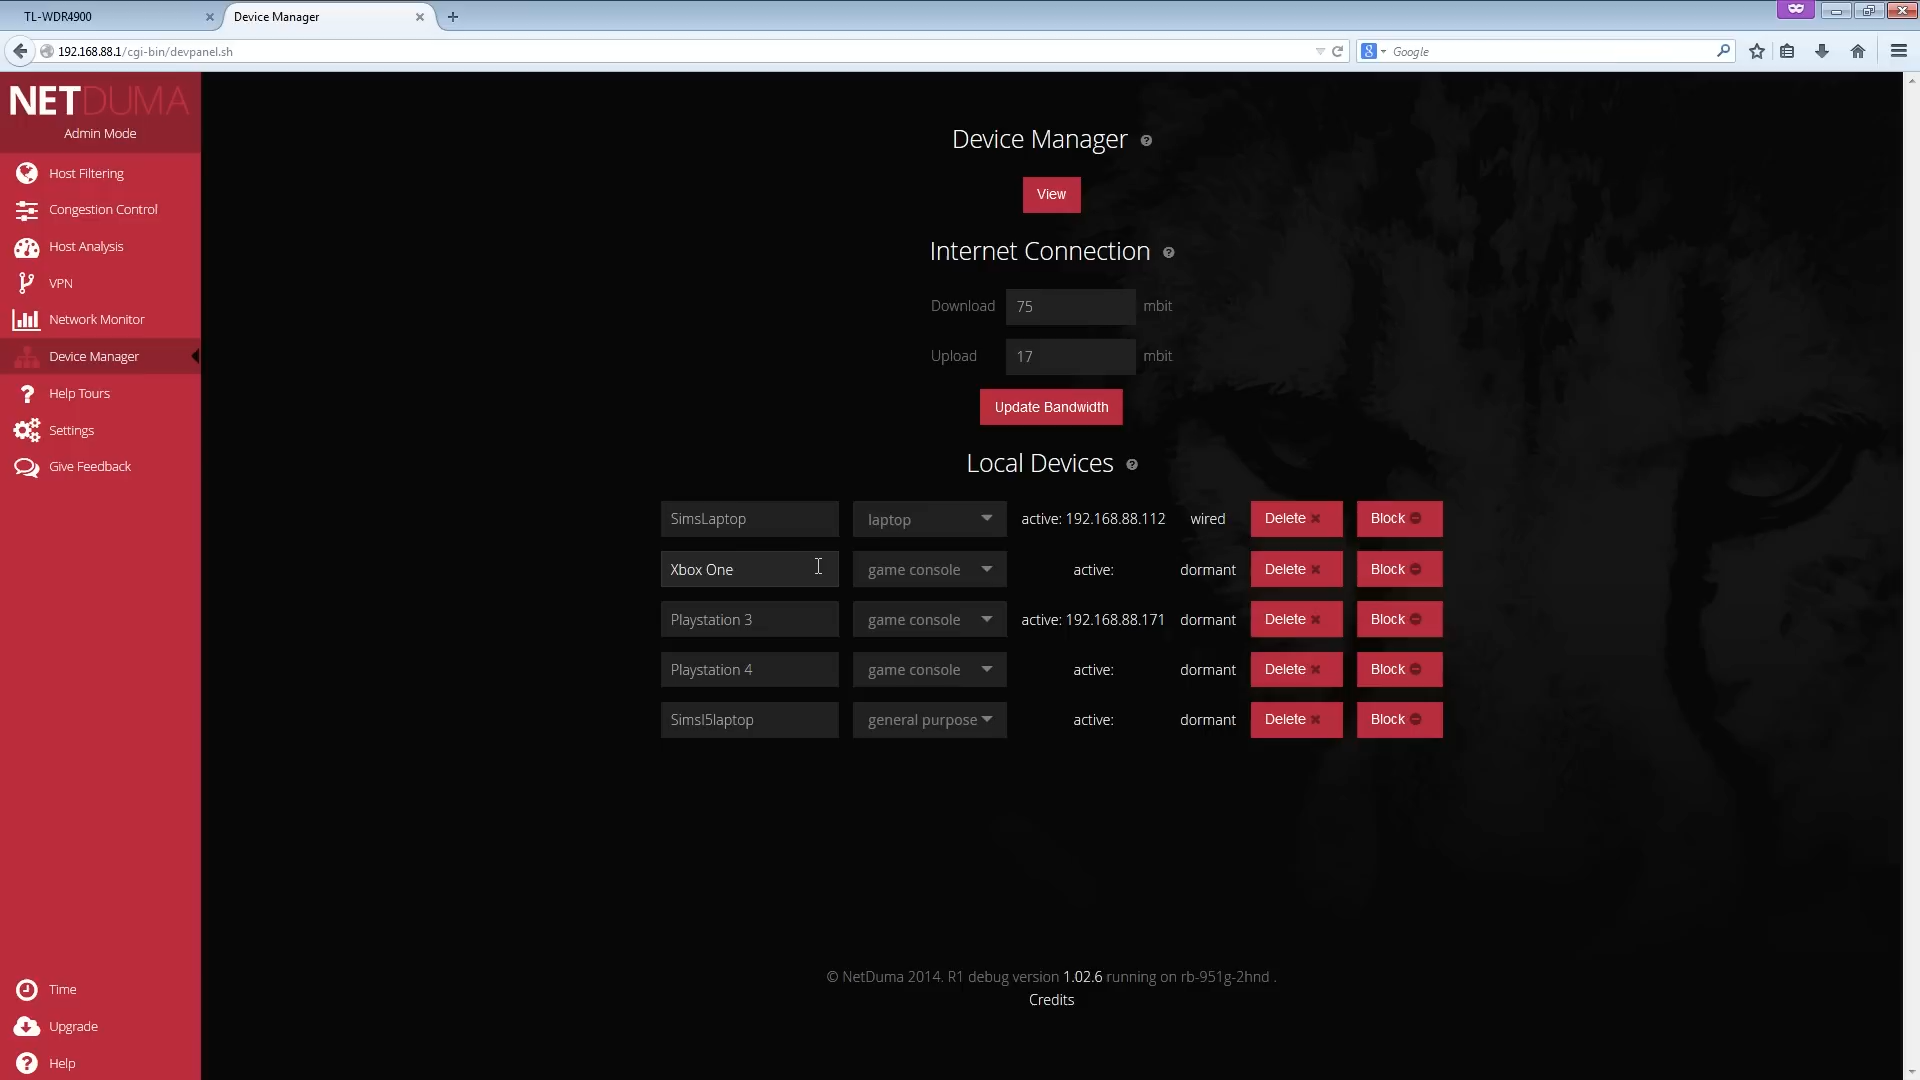 TL-WDR4900
Device Manager
192.168.88.1/cgi-bin/devpanel.sh
Google
NETDUMA
Admin Mode
Host Filtering
Congestion Control
Host Analysis
VPN
Network Monitor
Device Manager
Help Tours
Settings
Give Feedback
Time
Upgrade
Help
Device Manager
View
Internet Connection
Download 75 mbit
Upload 17 mbit
Update Bandwidth
Local Devices
SimsLaptop laptop active: 192.168.88.112 wired Delete Block
Xbox One game console active: dormant Delete Block
Playstation 3 game console active: 192.168.88.171 dormant Delete Block
Playstation 4 game console active: dormant Delete Block
SimsI5laptop general purpose active: dormant Delete Block
© NetDuma 2014. R1 debug version 1.02.6 running on rb-951g-2hnd .
Credits